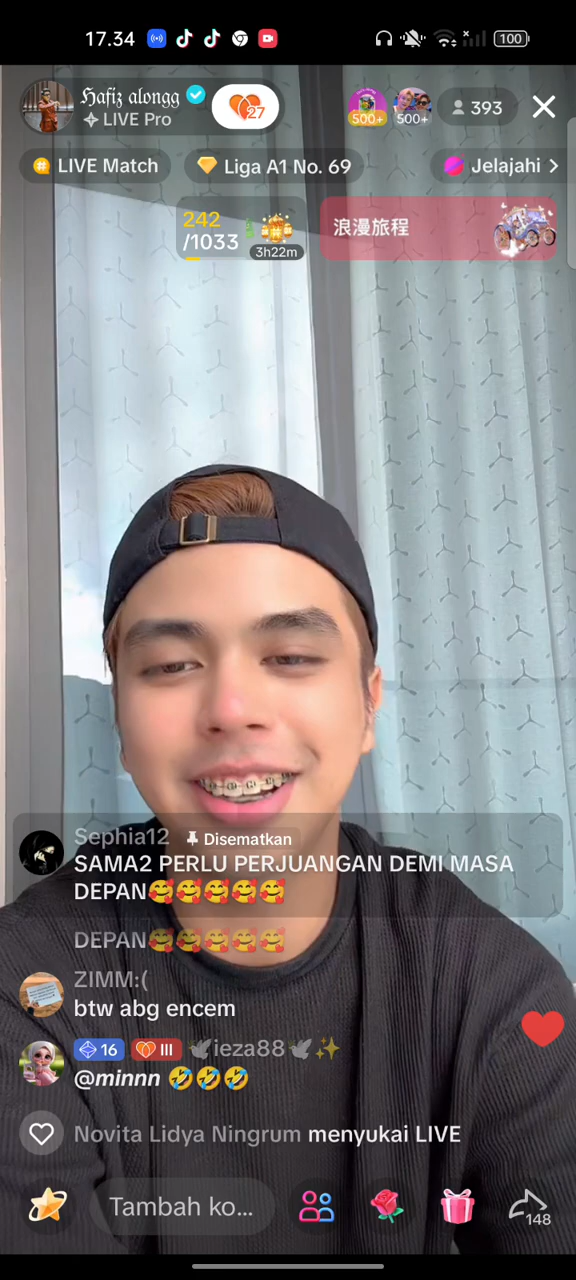 17.34
100
Hafiz alongg
LIVE Pro
27
500+
500+
393
LIVE Match
Liga A1 No. 69
Jelajahi
242
/1033
3h22m
浪漫旅程
Sephia12 Disematkan
SAMA2 PERLU PERJUANGAN DEMI MASA
DEPAN🥰🥰🥰🥰🥰
DEPAN🥰🥰🥰🥰🥰
ZIMM:(
btw abg encem
16 III 🕊️ieza88🕊️✨
@minnn 🤣🤣🤣
Novita Lidya Ningrum menyukai LIVE
Tambah ko...
148